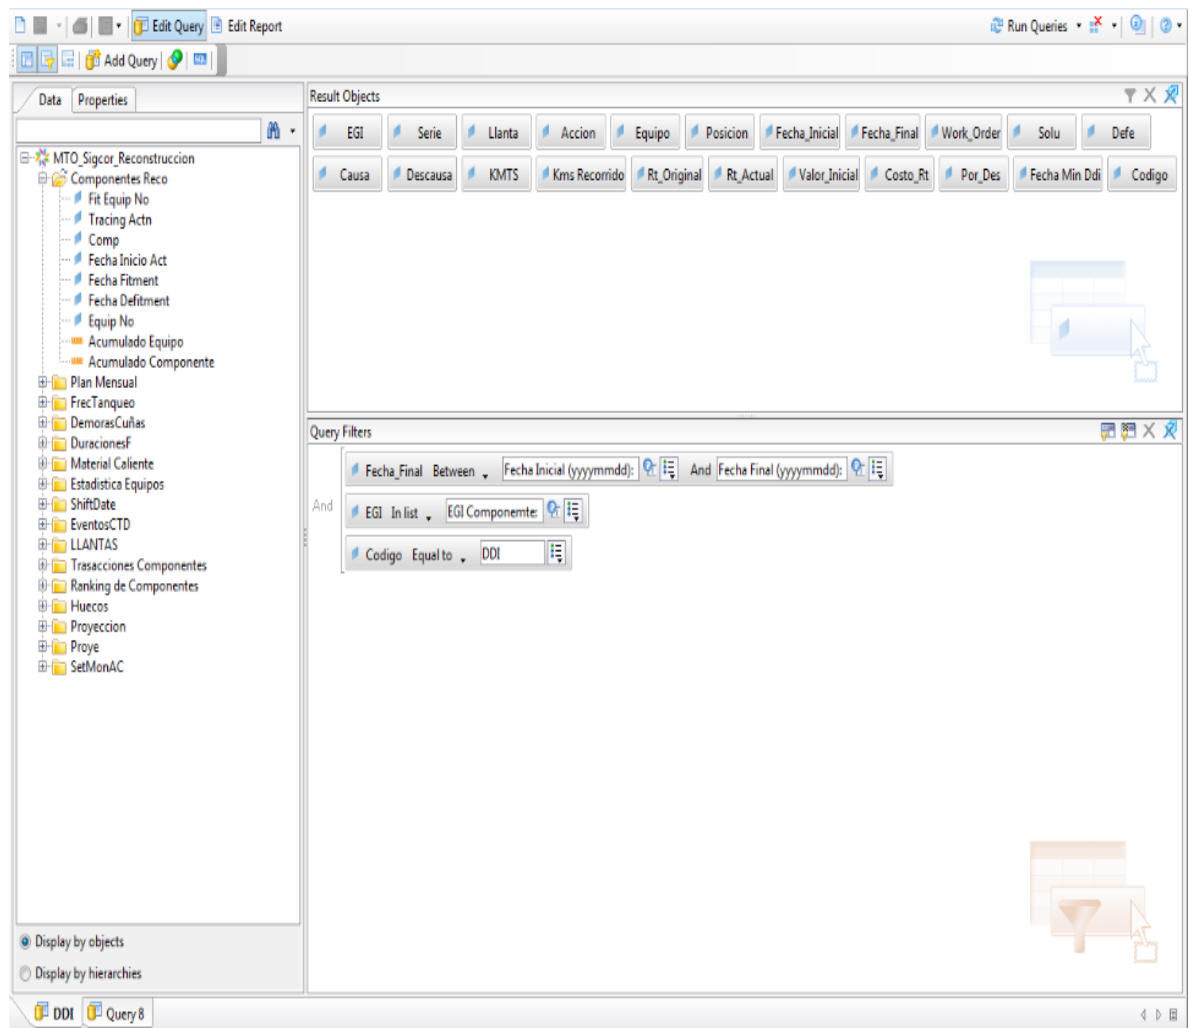 Edit Query Edit Report Run Queries
Add Query SQL
Data Properties
MTO_Sigcor_Reconstruccion
Componentes Reco
Fit Equip No
Tracing Actn
Comp
Fecha Inicio Act
Fecha Fitment
Fecha Defitment
Equip No
Acumulado Equipo
Acumulado Componente
Plan Mensual
FrecTanqueo
DemorasCuñas
DuracionesF
Material Caliente
Estadistica Equipos
ShiftDate
EventosCTD
LLANTAS
Trasacciones Componentes
Ranking de Componentes
Huecos
Proyeccion
Proye
SetMonAC
Display by objects
Display by hierarchies
Result Objects
EGI Serie Llanta Accion Equipo Posicion Fecha_Inicial Fecha_Final Work_Order Solu Defe
Causa Descausa KMTS Kms Recorrido Rt_Original Rt_Actual Valor_Inicial Costo_Rt Por_Des Fecha Min Ddi Codigo
Query Filters
And
Fecha_Final Between Fecha Inicial (yyyymmdd): And Fecha Final (yyyymmdd):
EGI In list EGI Componemte:
Codigo Equal to DDI
DDI Query 8